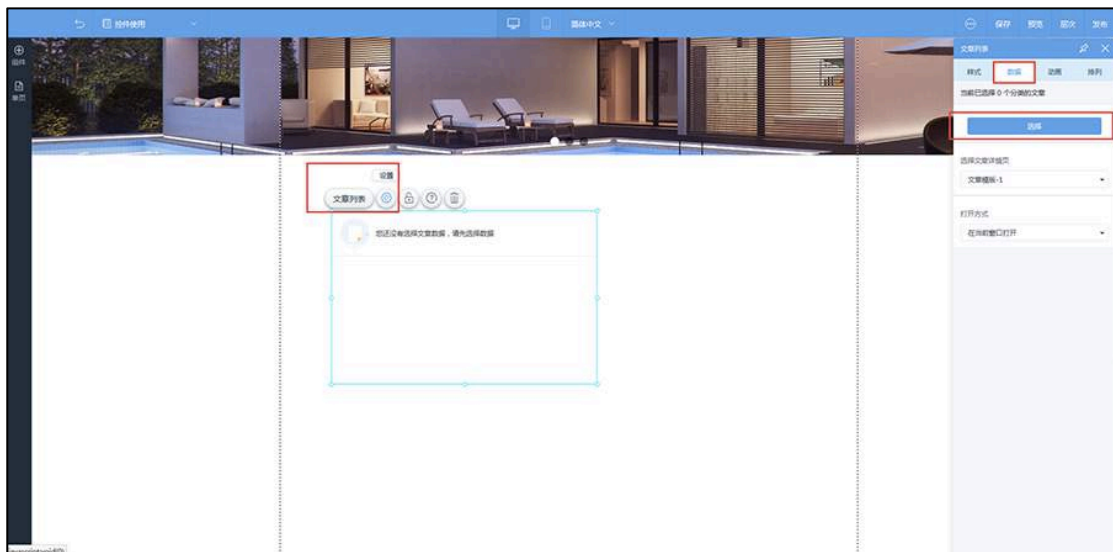 控件使用
简体中文
保存 预览 层次 发布
组件
单页
文章列表
样式 数据 动画 排列
当前已选择 0 个分类的文章
选择
选择文章详细页
文章模版-1
打开方式
在当前窗口打开
设置
文章列表
您还没有选择文章数据，请先选择数据